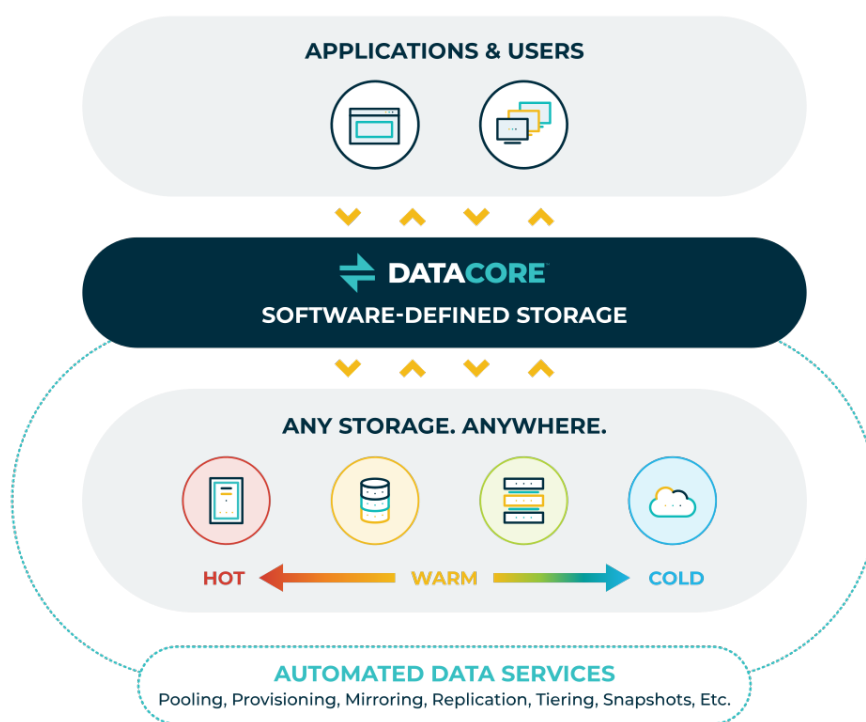 APPLICATIONS & USERS
DATACORE™
SOFTWARE-DEFINED STORAGE
ANY STORAGE. ANYWHERE.
HOT WARM COLD
AUTOMATED DATA SERVICES
Pooling, Provisioning, Mirroring, Replication, Tiering, Snapshots, Etc.